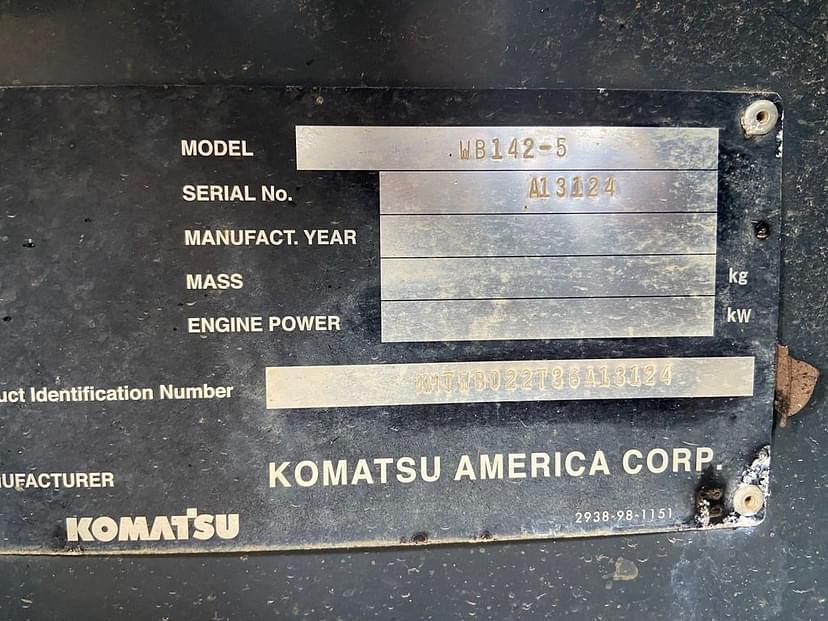 MODEL WB142-5
SERIAL No. A13124
MANUFACT. YEAR
MASS kg
ENGINE POWER kW
uct Identification Number
UFACTURER KOMATSU AMERICA CORP.
KOMATSU 2938-98-1151